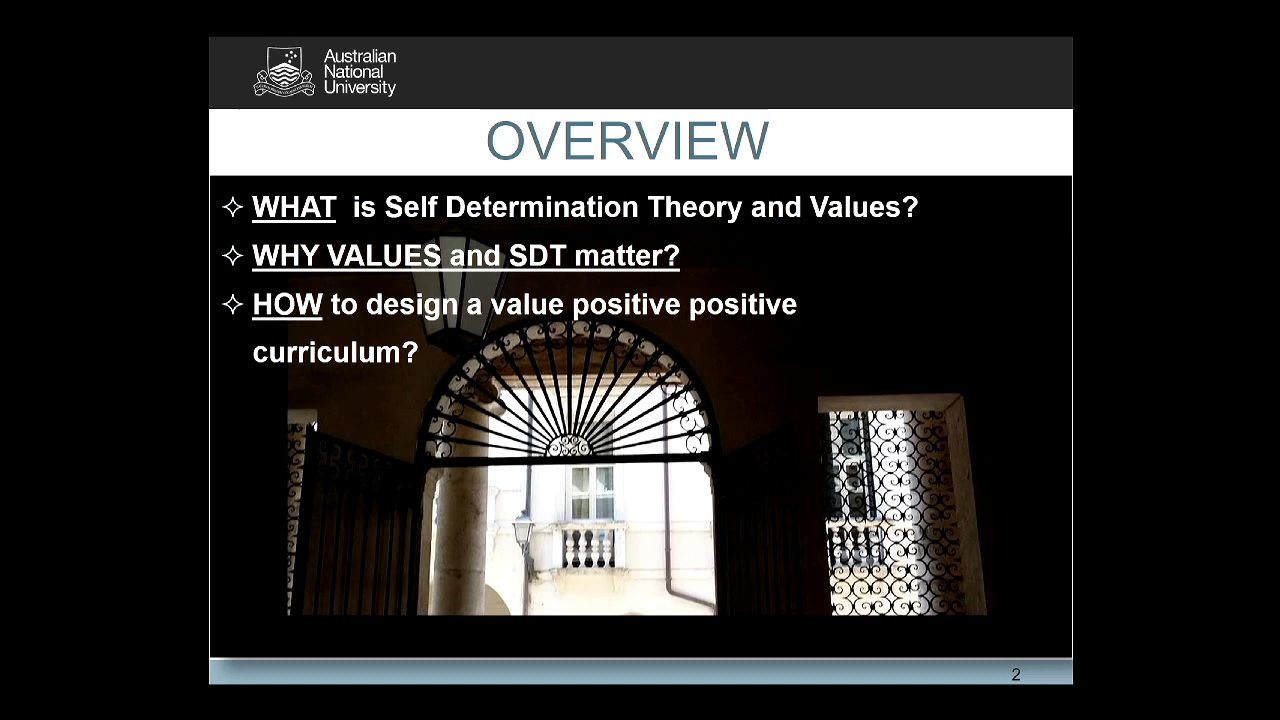 Australian
National
University
OVERVIEW
WHAT is Self Determination Theory and Values?
WHY VALUES and SDT matter?
HOW to design a value positive positive
curriculum?
2